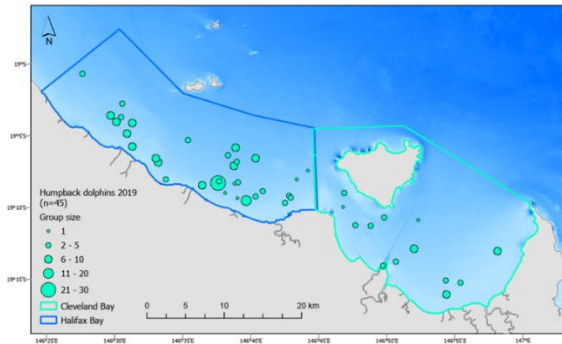 N
19°S
19°5'S
19°10'S
19°15'S
Humpback dolphins 2019
(n=45)
Group size
1
2 - 5
6 - 10
11 - 20
21 - 30
Cleveland Bay
Halifax Bay
0 5 10 20 km
146°25'E 146°30'E 146°35'E 146°40'E 146°45'E 146°50'E 146°55'E 147°E